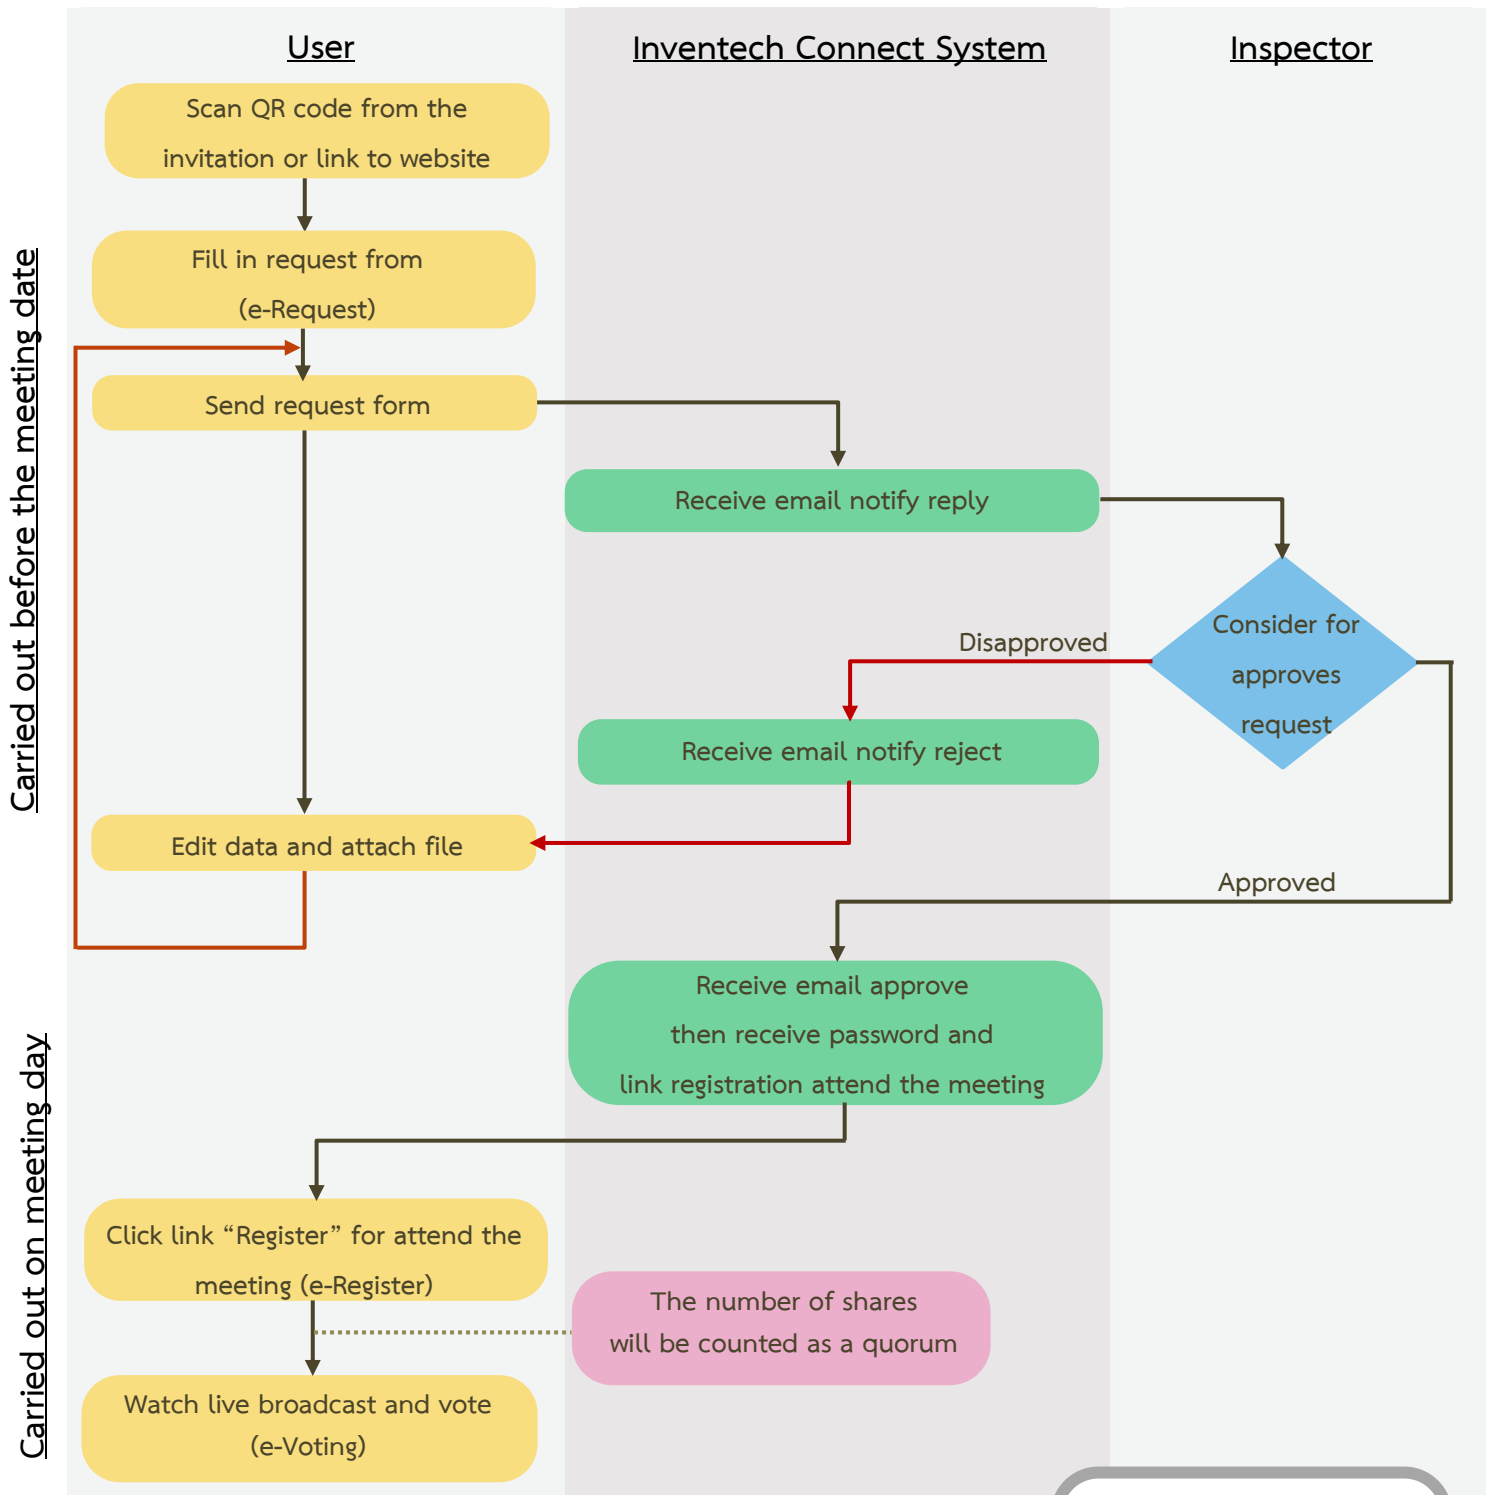 User
Inventech Connect System
Inspector
Carried out before the meeting date
Scan QR code from the
invitation or link to website
Fill in request from
(e-Request)
Send request form
Receive email notify reply
Consider for
approves
request
Disapproved
Receive email notify reject
Edit data and attach file
Approved
Receive email approve
then receive password and
link registration attend the meeting
Carried out on meeting day
Click link “Register” for attend the
meeting (e-Register)
The number of shares
will be counted as a quorum
Watch live broadcast and vote
(e-Voting)